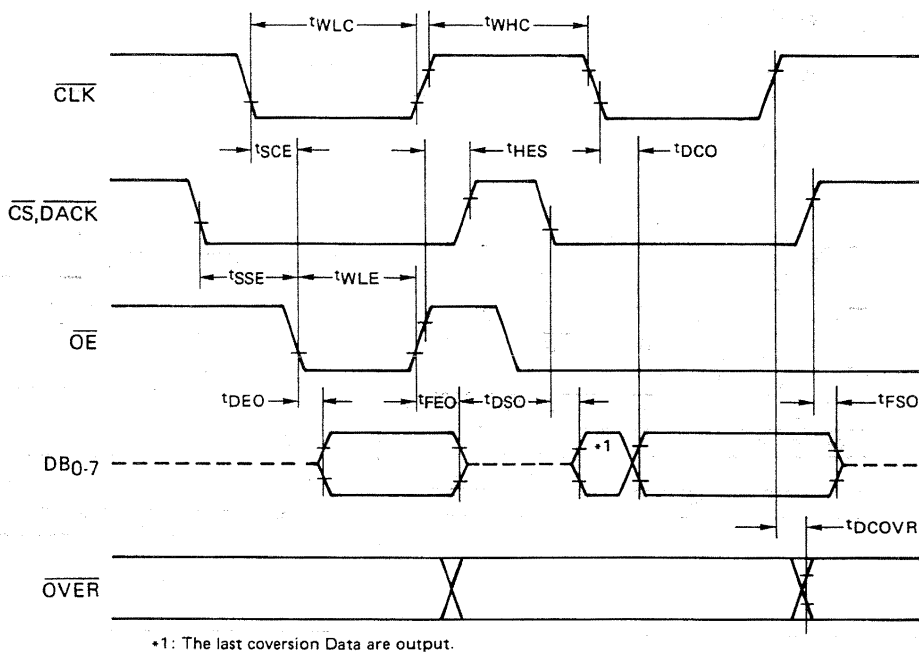 tWLC
tWHC
CLK
tSCE
tHES
tDCO
CS,DACK
tSSE
tWLE
OE
tDEO
tFEO
tDSO
tFSO
*1
DB0-7
tDCOVR
OVER
*1: The last coversion Data are output.